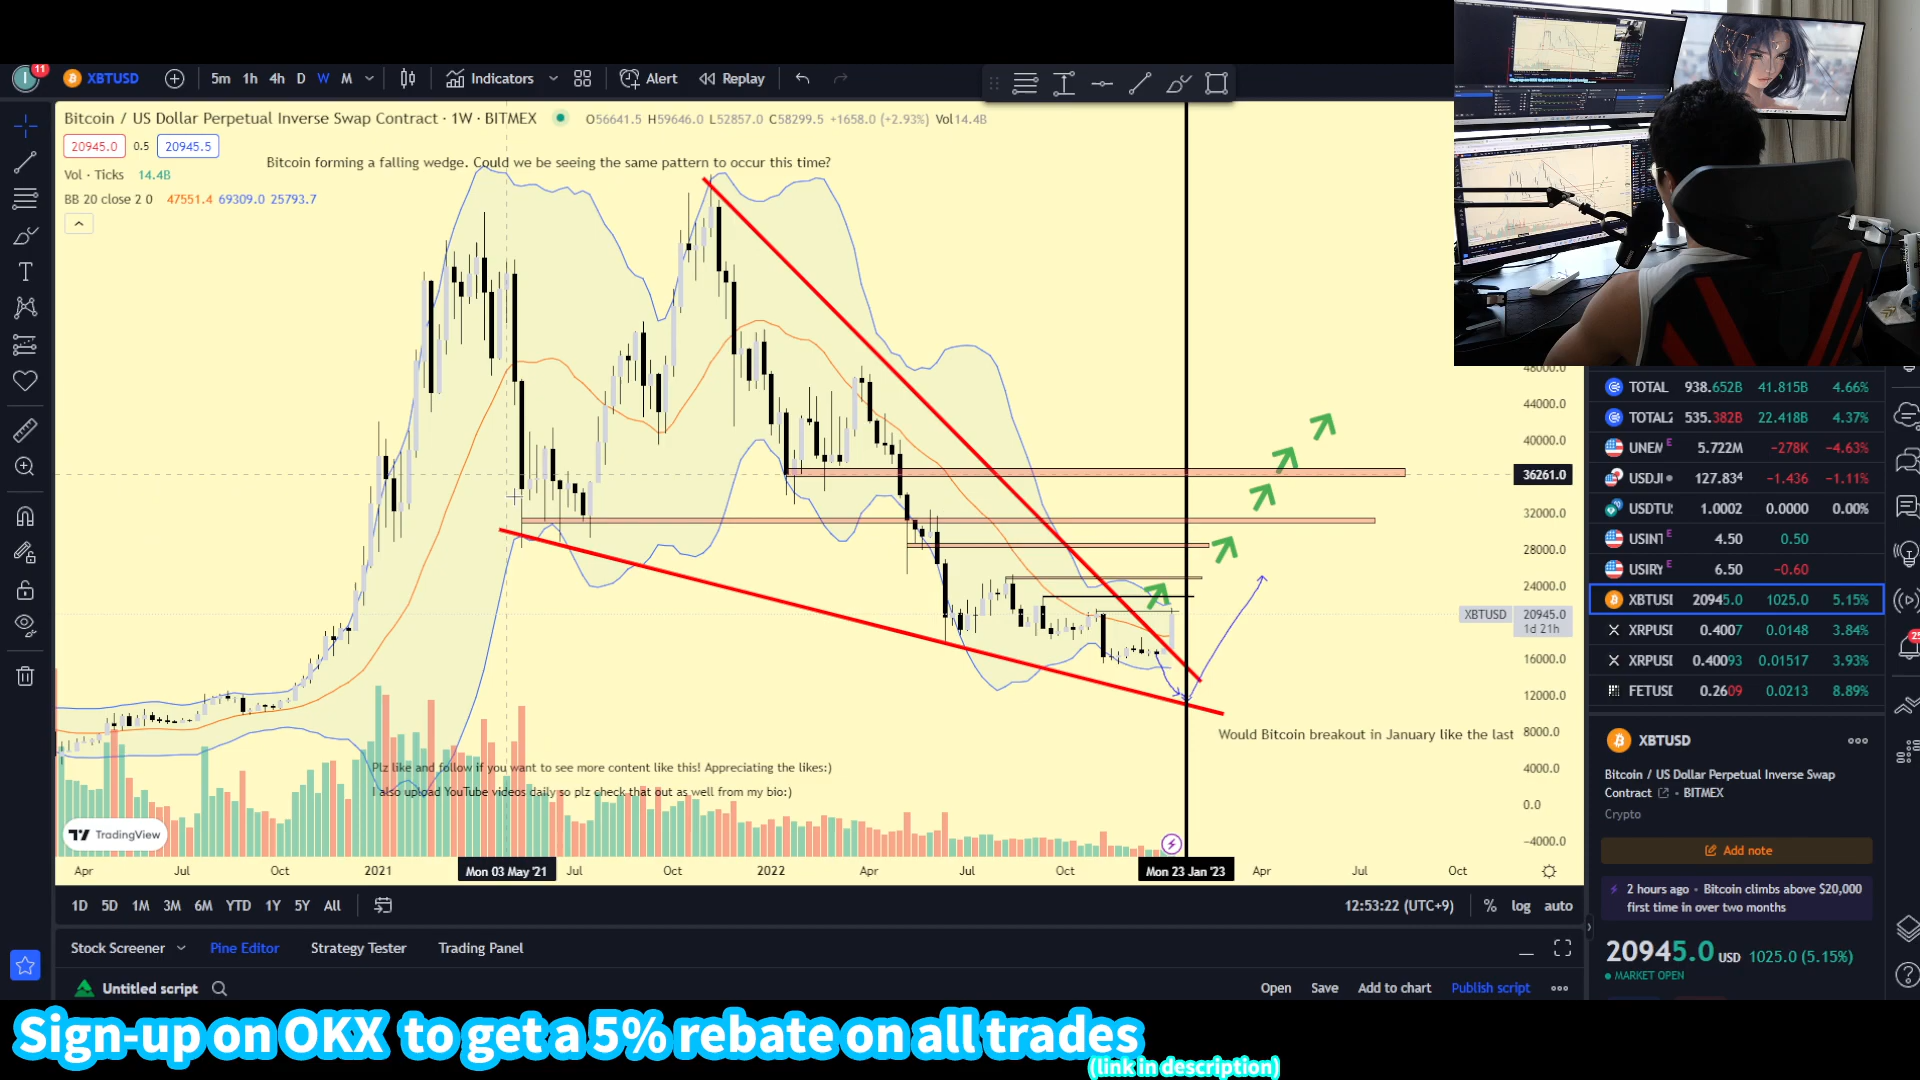 11
XBTUSD
5m 1h 4h D W M
Indicators
Alert
Replay
Bitcoin / US Dollar Perpetual Inverse Swap Contract · 1W · BITMEX
O56641.5 H59646.0 L52857.0 C58299.5 +1658.0 (+2.93%) Vol14.4B
20945.0 0.5 20945.5
Bitcoin forming a falling wedge. Could we be seeing the same pattern to occur this time?
Vol · Ticks 14.4B
BB 20 close 2 0 47551.4 69309.0 25793.7
48000.0
44000.0
40000.0
36261.0
32000.0
28000.0
24000.0
XBTUSD 20945.0
1d 21h
16000.0
12000.0
8000.0
4000.0
0.0
−4000.0
Would Bitcoin breakout in January like the last
Plz like and follow if you want to see more content like this! Appreciating the likes:)
I also upload YouTube videos daily so plz check that out as well from my bio:)
TradingView
Apr Jul Oct 2021 Mon 03 May '21 Jul Oct 2022 Apr Jul Oct Mon 23 Jan '23 Apr Jul Oct
1D 5D 1M 3M 6M YTD 1Y 5Y All
12:53:22 (UTC+9) % log auto
Stock Screener Pine Editor Strategy Tester Trading Panel
Untitled script
Open Save Add to chart Publish script
TOTAL 938.652B 41.815B 4.66%
TOTAL2 535.382B 22.418B 4.37%
UNEM E 5.722M −278K −4.63%
USDJ 127.834 −1.436 −1.11%
USDTU 1.0002 0.0000 0.00%
USINT E 4.50 0.50
USIRY E 6.50 −0.60
XBTUSI 20945.0 1025.0 5.15%
XRPUSI 0.4007 0.0148 3.84%
XRPUSI 0.40093 0.01517 3.93%
FETUSI 0.2609 0.0213 8.89%
25
XBTUSD
Bitcoin / US Dollar Perpetual Inverse Swap
Contract · BITMEX
Crypto
Add note
2 hours ago · Bitcoin climbs above $20,000
first time in over two months
20945.0 USD 1025.0 (5.15%)
MARKET OPEN
Sign-up on OKX to get a 5% rebate on all trades
(link in description)